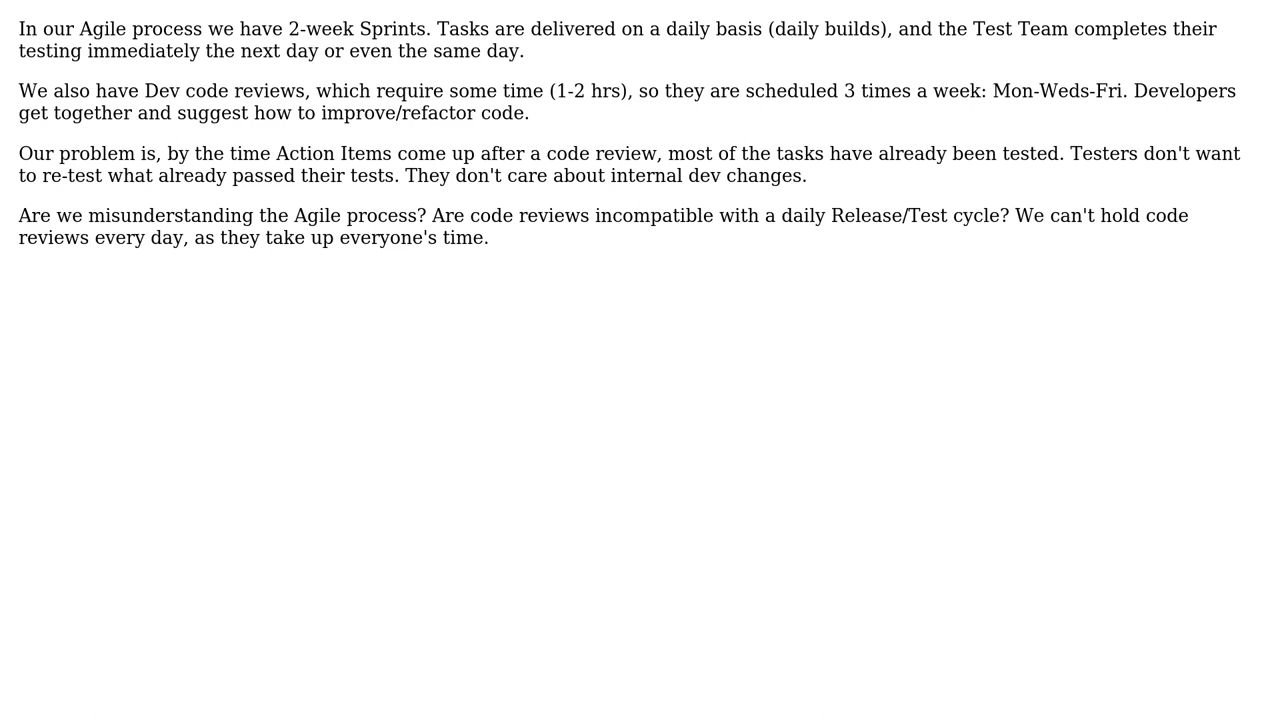 In our Agile process we have 2-week Sprints. Tasks are delivered on a daily basis (daily builds), and the Test Team completes their
testing immediately the next day or even the same day.
We also have Dev code reviews, which require some time (1-2 hrs), so they are scheduled 3 times a week: Mon-Weds-Fri. Developers
get together and suggest how to improve/refactor code.
Our problem is, by the time Action Items come up after a code review, most of the tasks have already been tested. Testers don't want
to re-test what already passed their tests. They don't care about internal dev changes.
Are we misunderstanding the Agile process? Are code reviews incompatible with a daily Release/Test cycle? We can't hold code
reviews every day, as they take up everyone's time.